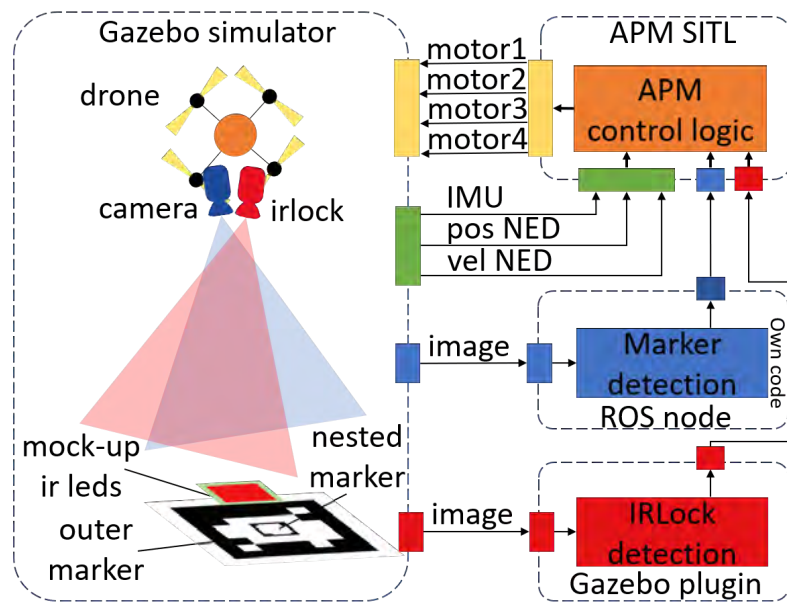 Gazebo simulator
drone
camera
irlock
mock-up
ir leds
nested
marker
outer
marker
motor1
motor2
motor3
motor4
IMU
pos NED
vel NED
image
image
APM SITL
APM
control logic
Marker
detection
ROS node
Own code
IRLock
detection
Gazebo plugin